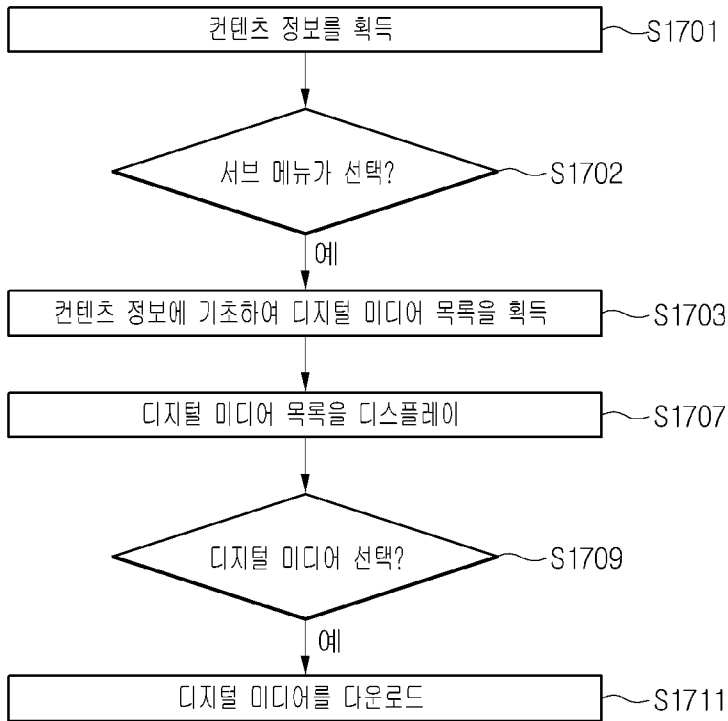 컨텐츠 정보를 획득
S1701
서브 메뉴가 선택?
S1702
예
컨텐츠 정보에 기초하여 디지털 미디어 목록을 획득
S1703
디지털 미디어 목록을 디스플레이
S1707
디지털 미디어 선택?
S1709
예
디지털 미디어를 다운로드
S1711